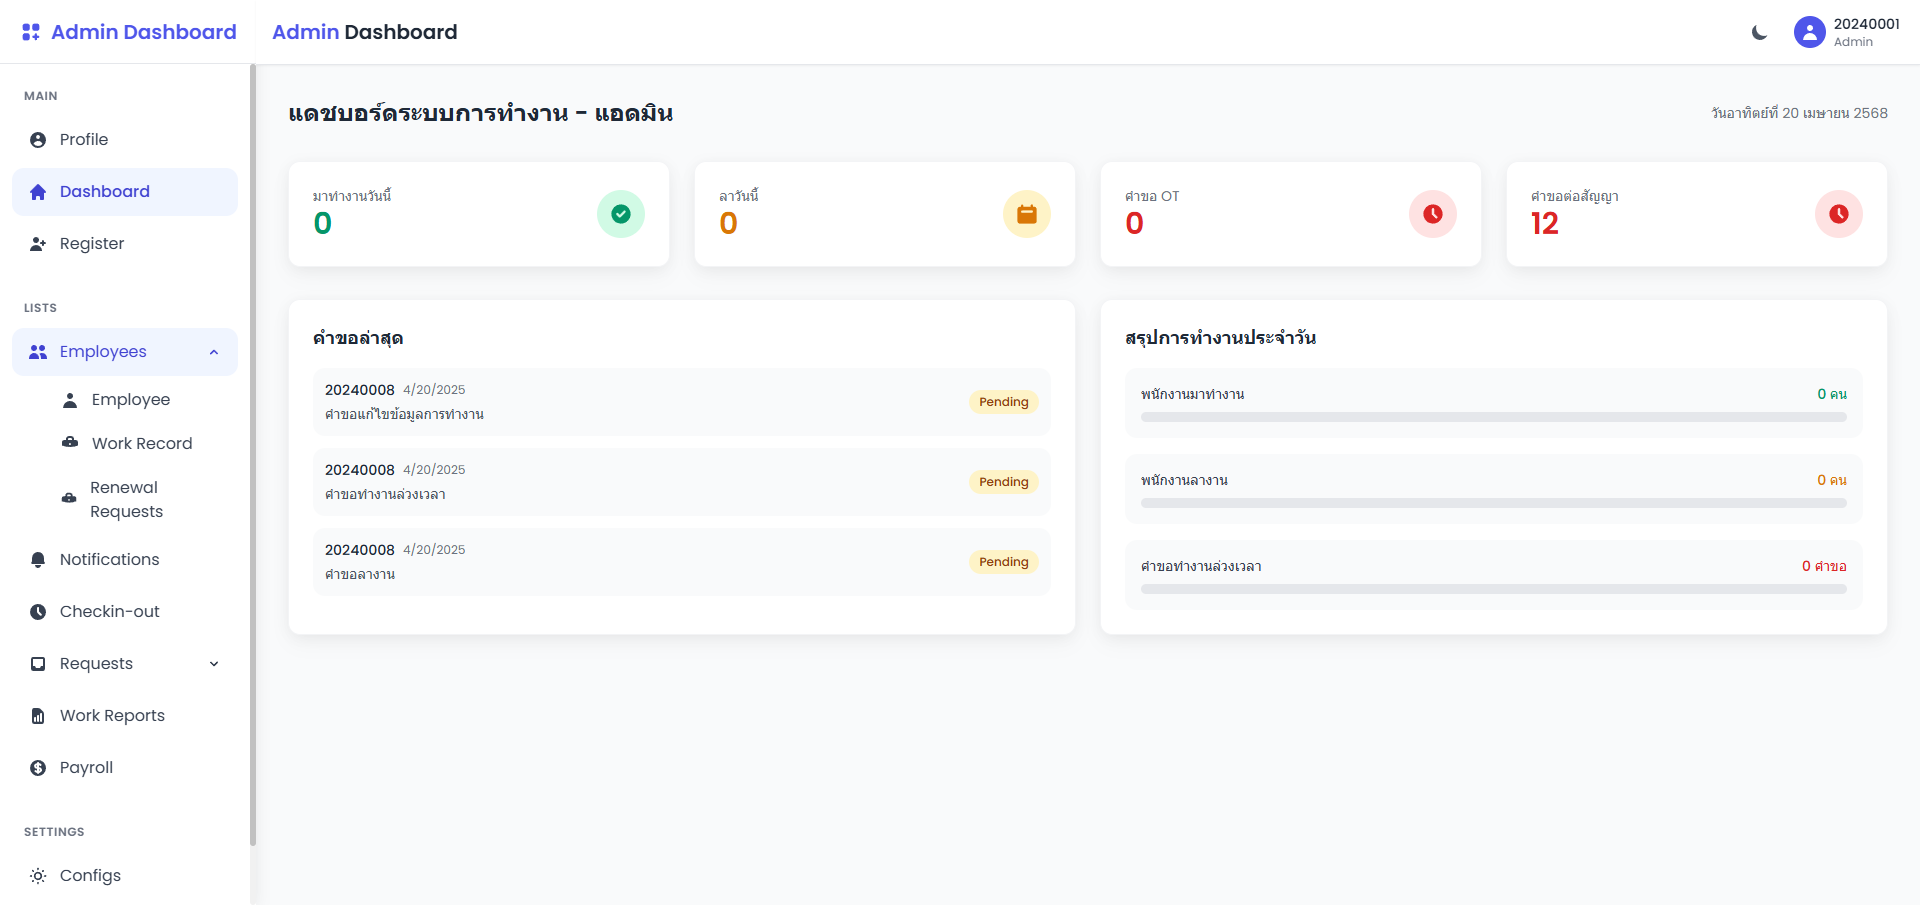 Admin Dashboard
Admin Dashboard
20240001
Admin
MAIN
Profile
Dashboard
Register
LISTS
Employees
Employee
Work Record
Renewal
Requests
Notifications
Checkin-out
Requests
Work Reports
Payroll
SETTINGS
Configs
แดชบอร์ดระบบการทำงาน - แอดมิน
วันอาทิตย์ที่ 20 เมษายน 2568
มาทำงานวันนี้
0
ลาวันนี้
0
คำขอ OT
0
คำขอต่อสัญญา
12
คำขอล่าสุด
20240008 4/20/2025
คำขอแก้ไขข้อมูลการทำงาน
Pending
20240008 4/20/2025
คำขอทำงานล่วงเวลา
Pending
20240008 4/20/2025
คำขอลางาน
Pending
สรุปการทำงานประจำวัน
พนักงานมาทำงาน
0 คน
พนักงานลางาน
0 คน
คำขอทำงานล่วงเวลา
0 คำขอ